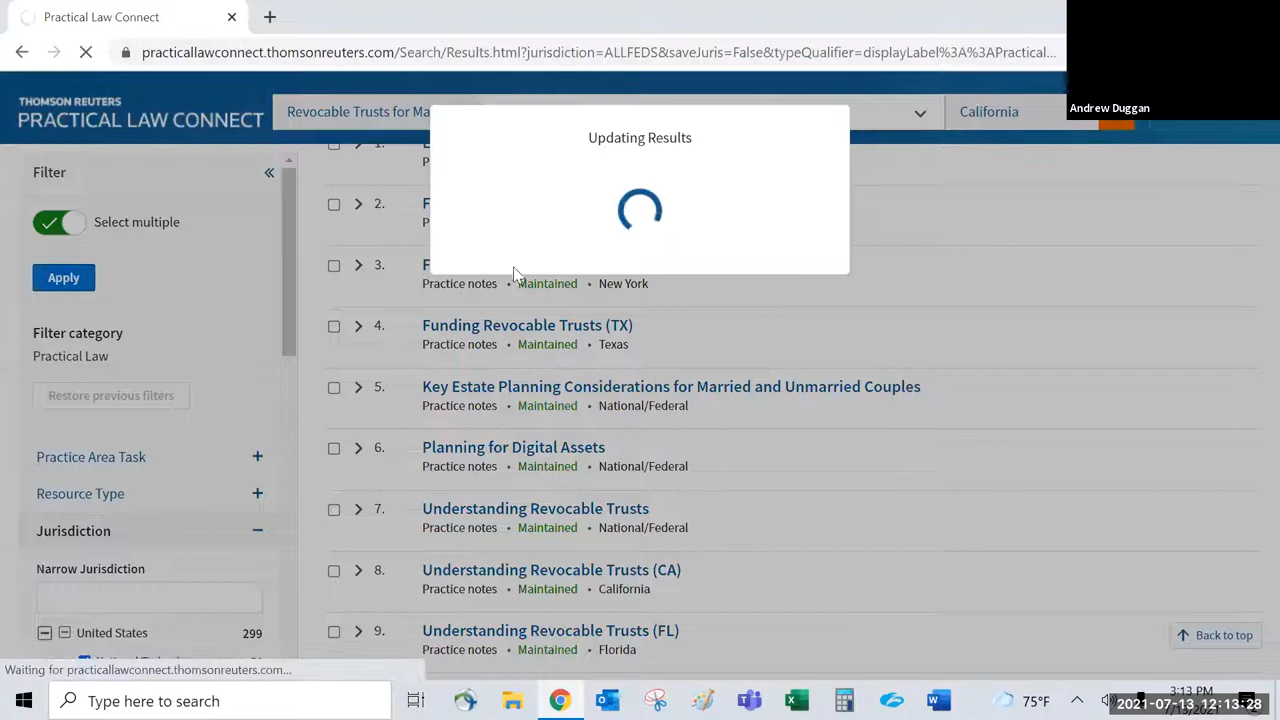 Practical Law Connect
practicallawconnect.thomsonreuters.com/Search/Results.html?jurisdiction=ALLFEDS&saveJuris=False&typeQualifier=displayLabel%3A%3APractical...
Andrew Duggan
THOMSON REUTERS
PRACTICAL LAW CONNECT
Revocable Trusts for Ma
California
Updating Results
Filter
Select multiple
Apply
Filter category
Practical Law
Restore previous filters
Practice Area Task
Resource Type
Jurisdiction
Narrow Jurisdiction
United States 299
1.
2. F
3. F
Practice notes • Maintained • New York
4. Funding Revocable Trusts (TX)
Practice notes • Maintained • Texas
5. Key Estate Planning Considerations for Married and Unmarried Couples
Practice notes • Maintained • National/Federal
6. Planning for Digital Assets
Practice notes • Maintained • National/Federal
7. Understanding Revocable Trusts
Practice notes • Maintained • National/Federal
8. Understanding Revocable Trusts (CA)
Practice notes • Maintained • California
9. Understanding Revocable Trusts (FL)
Practice notes • Maintained • Florida
Back to top
Waiting for practicallawconnect.thomsonreuters.com...
Type here to search
75°F
3:13 PM
2021-07-13 12:13:28